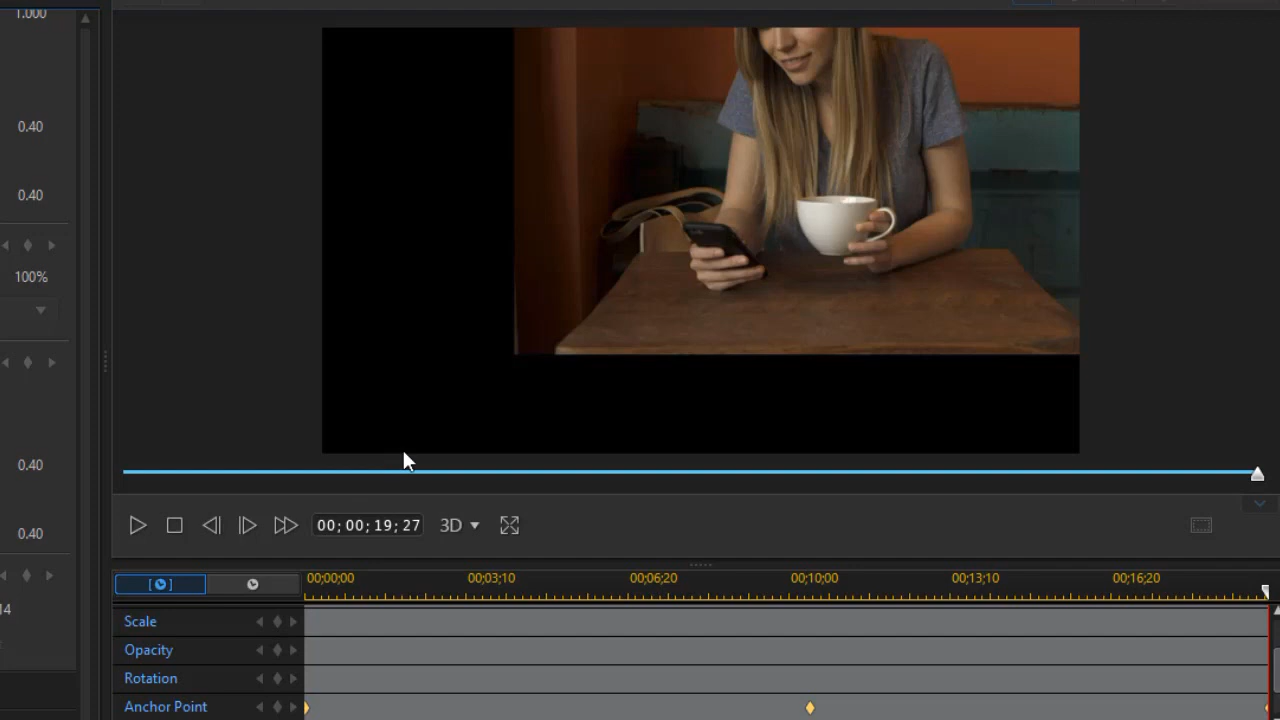 1.000
0.40
0.40
100%
0.40
0.40
14
00; 00; 19; 27
3D
00;00;00 00;03;10 00;06;20 00;10;00 00;13;10 00;16;20
Scale
Opacity
Rotation
Anchor Point